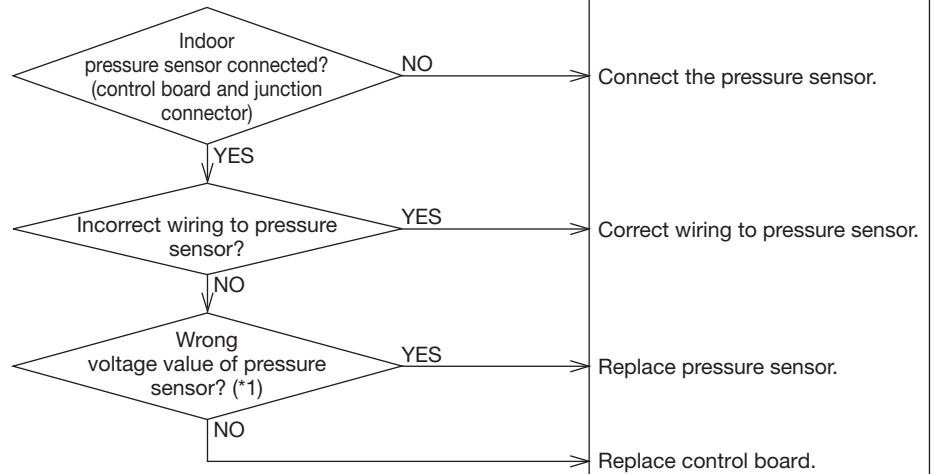 Indoor
pressure sensor connected?
(control board and junction
connector)
NO
Connect the pressure sensor.
YES
Incorrect wiring to pressure
sensor?
YES
Correct wiring to pressure sensor.
NO
Wrong
voltage value of pressure
sensor? (*1)
YES
Replace pressure sensor.
NO
Replace control board.